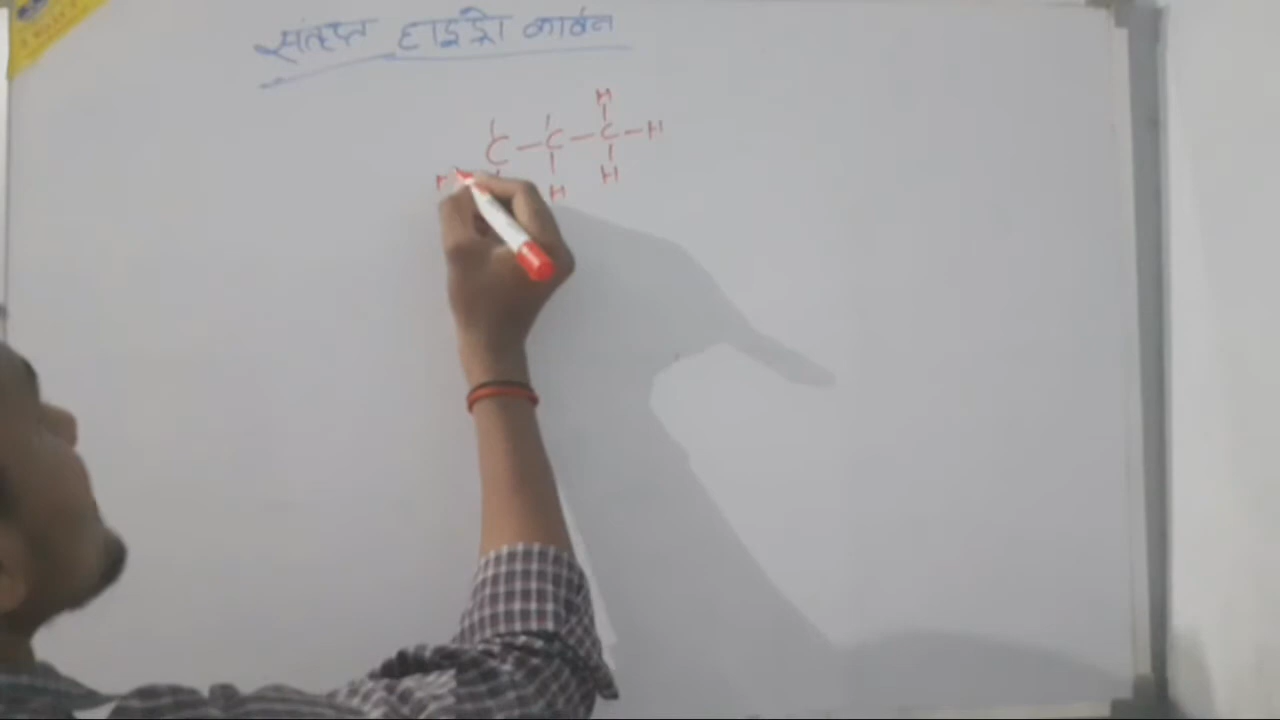 संतृप्त हाइड्रो कार्बन
H
C – C – C – H
H H H